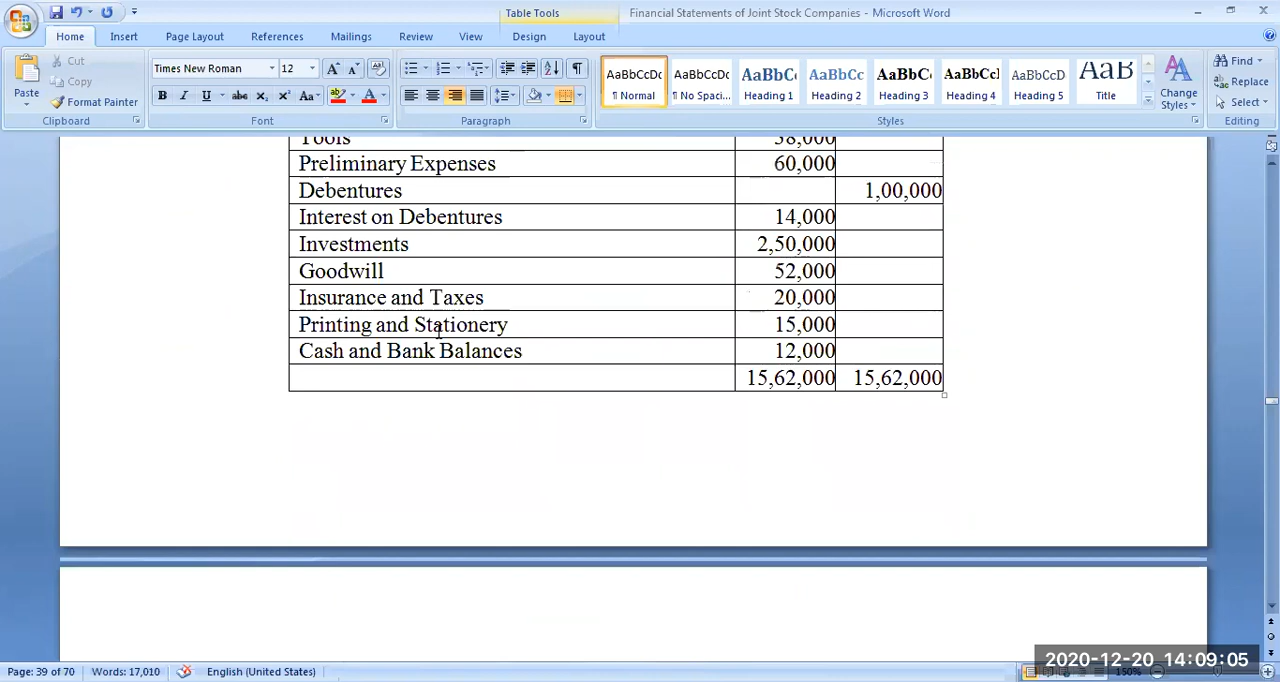 Table Tools
Financial Statements of Joint Stock Companies - Microsoft Word
Home Insert Page Layout References Mailings Review View Design Layout
Paste
Cut
Copy
Format Painter
Clipboard
Times New Roman 12
Font
Paragraph
AaBbCcDc AaBbCcDc AaBbC AaBbCc AaBbC AaBbCcI AaBbCcD AaB
¶ Normal ¶ No Spaci... Heading 1 Heading 2 Heading 3 Heading 4 Heading 5 Title
Change Styles
Styles
Find
Replace
Select
Editing
Tools 58,000
Preliminary Expenses 60,000
Debentures 1,00,000
Interest on Debentures 14,000
Investments 2,50,000
Goodwill 52,000
Insurance and Taxes 20,000
Printing and Stationery 15,000
Cash and Bank Balances 12,000
15,62,000 15,62,000
Page: 39 of 70 Words: 17,010 English (United States) 150%
2020-12-20 14:09:05